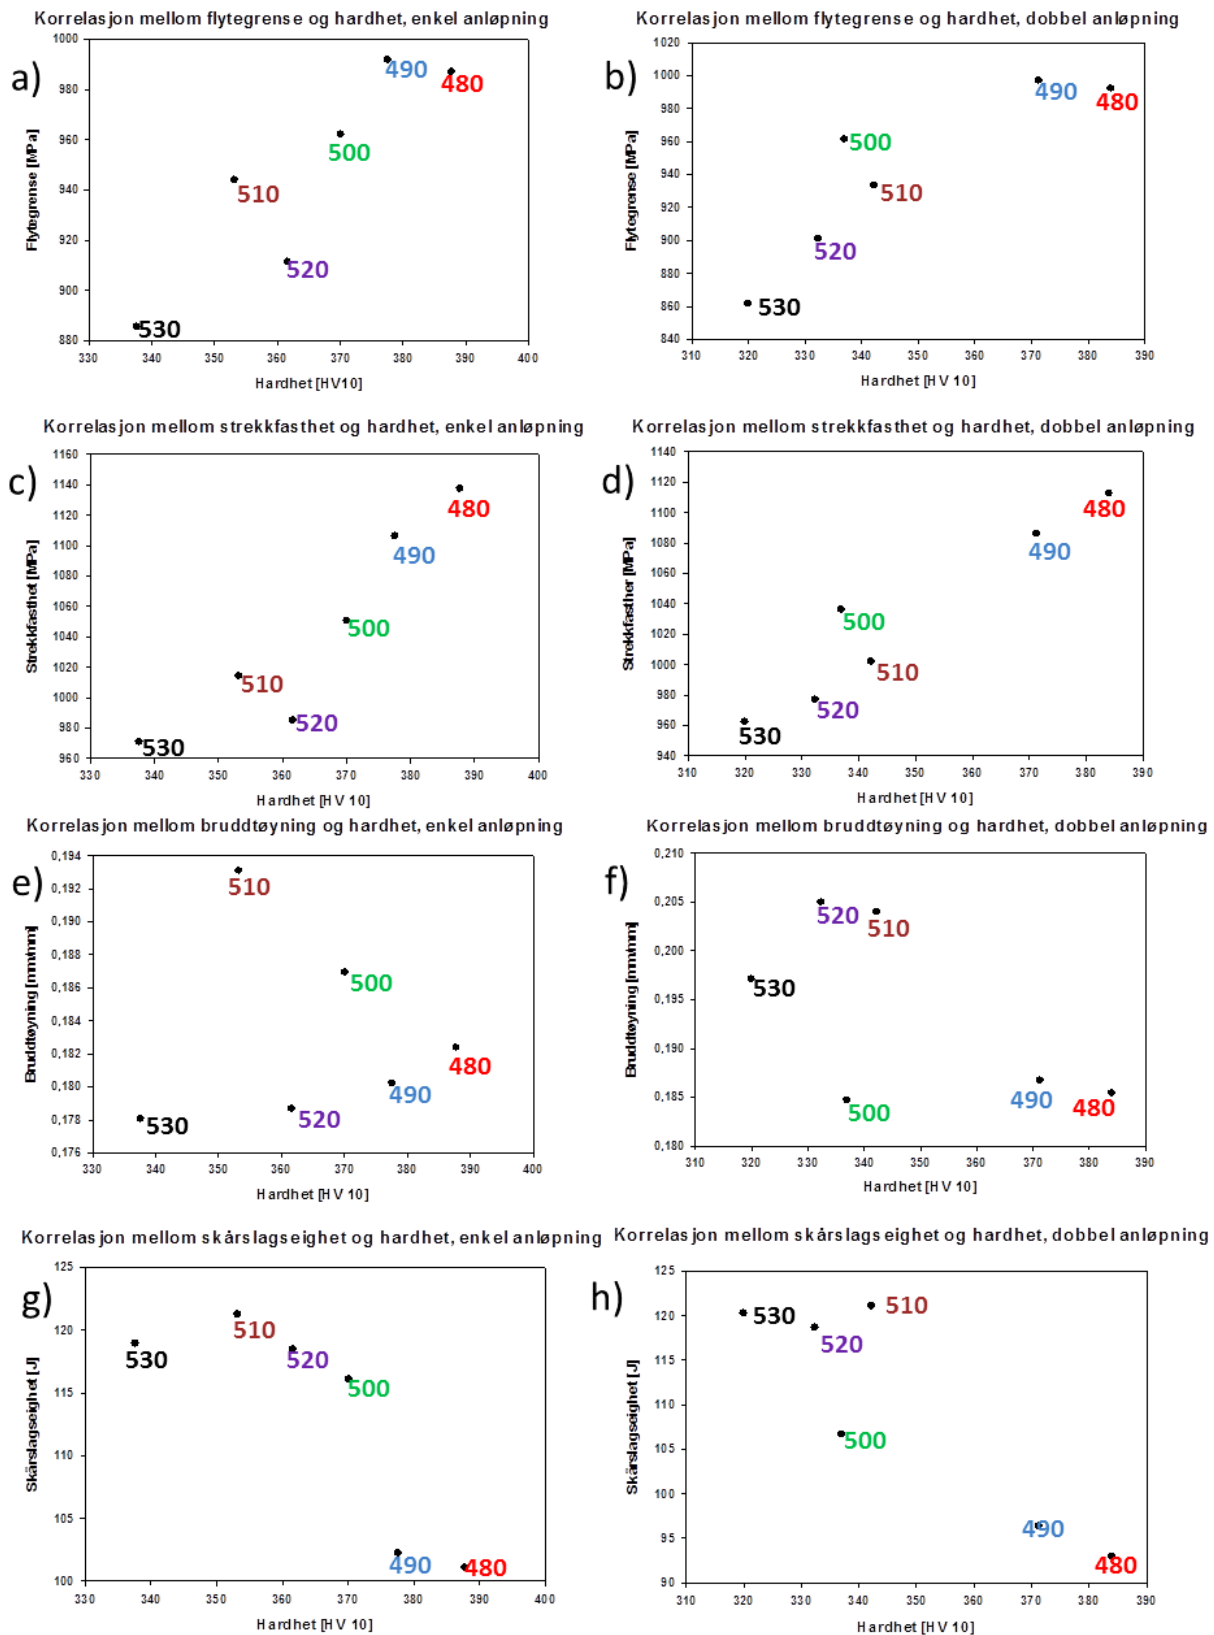 Korrelasjon mellom flytegrense og hardhet, enkel anløpning
a)
Flytegrense [MPa]
1000
980
960
940
920
900
880
490
480
500
510
520
530
330 340 350 360 370 380 390 400
Hardhet [HV10]
Korrelasjon mellom flytegrense og hardhet, dobbel anløpning
b)
Flytegrense [MPa]
1020
1000
980
960
940
920
900
880
860
840
490
480
500
510
520
530
310 320 330 340 350 360 370 380 390
Hardhet [HV 10]
Korrelasjon mellom strekkfasthet og hardhet, enkel anløpning
c)
Strekkfasthet [MPa]
1160
1140
1120
1100
1080
1060
1040
1020
1000
980
960
480
490
500
510
520
530
330 340 350 360 370 380 390 400
Hardhet [HV 10]
Korrelasjon mellom strekkfasthet og hardhet, dobbel anløpning
d)
Strekkfasther [MPa]
1140
1120
1100
1080
1060
1040
1020
1000
980
960
940
480
490
500
510
520
530
310 320 330 340 350 360 370 380 390
Hardhet [HV 10]
Korrelasjon mellom bruddtøyning og hardhet, enkel anløpning
e)
Bruddtøyning [mm/mm]
0,194
0,192
0,190
0,188
0,186
0,184
0,182
0,180
0,178
0,176
510
500
480
490
520
530
330 340 350 360 370 380 390 400
Hardhet [HV 10]
Korrelasjon mellom bruddtøyning og hardhet, dobbel anløpning
f)
Bruddtøyning [mm/mm]
0,210
0,205
0,200
0,195
0,190
0,185
0,180
520
510
530
490
480
500
310 320 330 340 350 360 370 380 390
Hardhet [HV 10]
Korrelasjon mellom skårslagseighet og hardhet, enkel anløpning
g)
Skårslagseighet [J]
125
120
115
110
105
100
510
530
520
500
490
480
330 340 350 360 370 380 390 400
Hardhet [HV 10]
Korrelasjon mellom skårslagseighet og hardhet, dobbel anløpning
h)
Skårslagseighet [J]
125
120
115
110
105
100
95
90
510
530
520
500
490
480
310 320 330 340 350 360 370 380 390
Hardhet [HV 10]